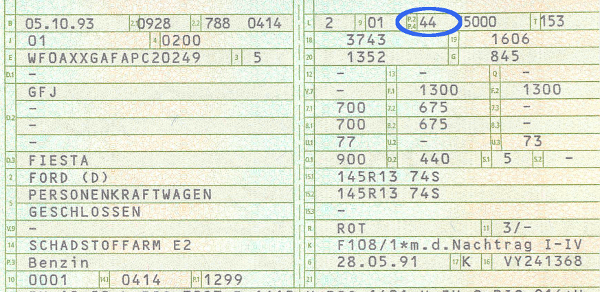 B 05.10.93 2.1 0928 2.2 788 0414
J 01 4 0200
E WF0AXXGAFAPC20249 3 5
D.1 -
GFJ
-
D.2 -
-
D.3 FIESTA
2 FORD (D)
PERSONENKRAFTWAGEN
5 GESCHLOSSEN
V.9 -
14 SCHADSTOFFARM E2
P.3 Benzin
10 0001 14.1 0414 P.1 1299
L 2 9 01 P.2 P.4 44 5000 T 153
18 3743 19 1606
20 1352 G 845
12 - 13 - Q -
V.7 - F.1 1300 F.2 1300
7.1 700 7.2 675 7.3 -
8.1 700 8.2 675 8.3 -
U.1 77 U.2 - U.3 73
O.1 900 O.2 440 S.1 5 S.2 -
15.1 145R13 74S
15.2 145R13 74S
15.3 -
R ROT 11 3/-
K F108/1*m.d.Nachtrag I-IV
6 28.05.91 17 K 16 VY241368
21